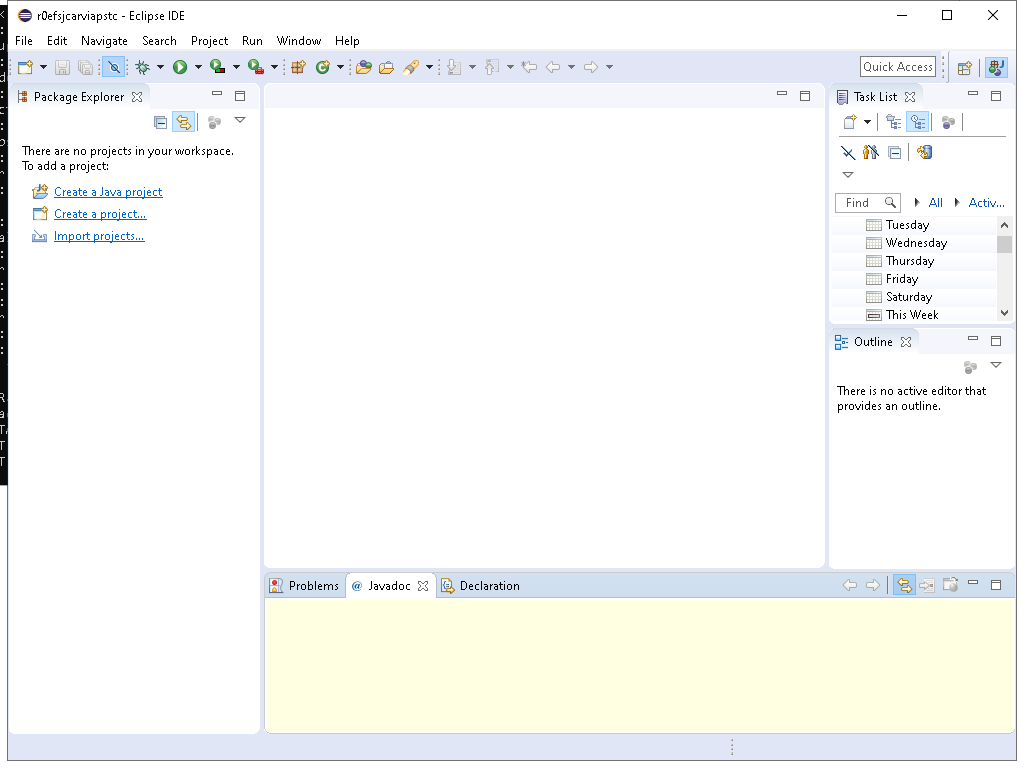 r0efsjcarviapstc - Eclipse IDE
File Edit Navigate Search Project Run Window Help
Quick Access
Package Explorer
There are no projects in your workspace.
To add a project:
Create a Java project
Create a project...
Import projects...
Task List
Find All Activ...
Tuesday
Wednesday
Thursday
Friday
Saturday
This Week
Outline
There is no active editor that
provides an outline.
Problems @ Javadoc Declaration